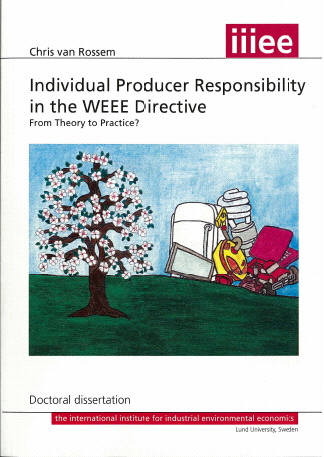 iiiee
Chris van Rossem
Individual Producer Responsibility
in the WEEE Directive
From Theory to Practice?
Doctoral dissertation
the international institute for industrial environmental economics
Lund University, Sweden